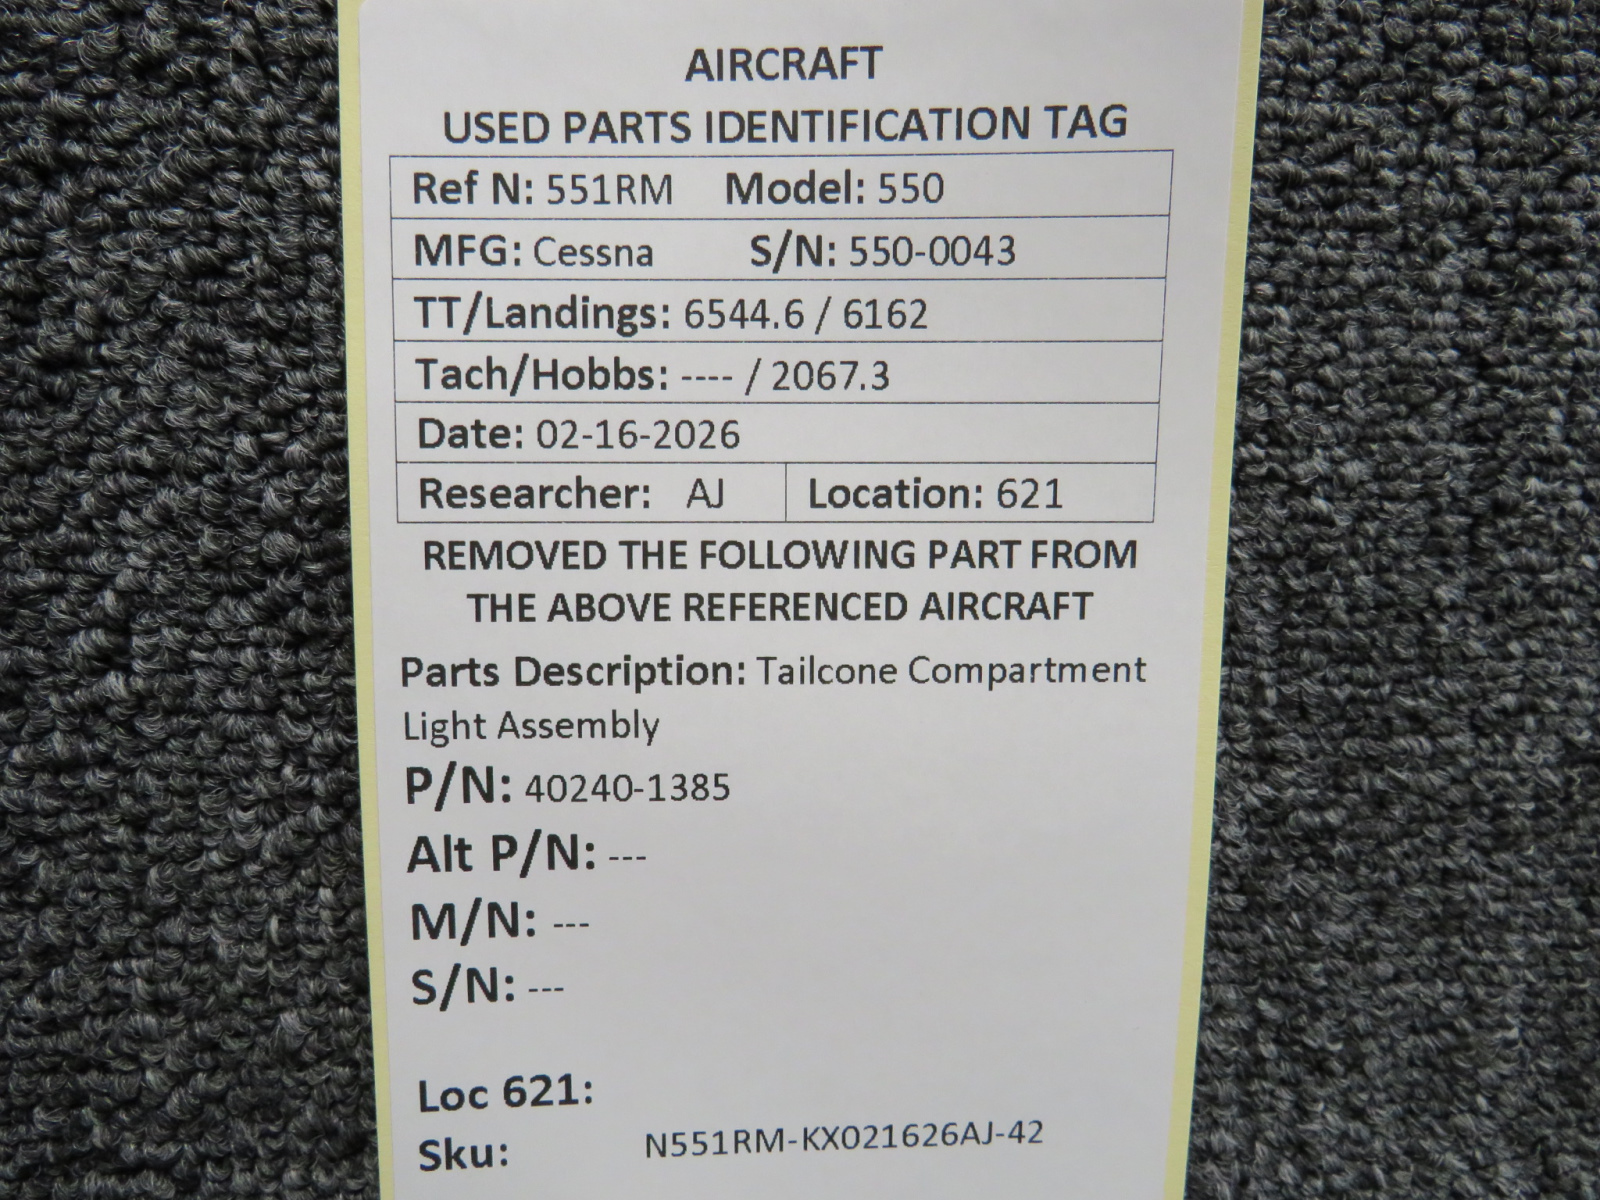 AIRCRAFT
USED PARTS IDENTIFICATION TAG
Ref N: 551RM Model: 550
MFG: Cessna S/N: 550-0043
TT/Landings: 6544.6 / 6162
Tach/Hobbs: ---- / 2067.3
Date: 02-16-2026
Researcher: AJ Location: 621
REMOVED THE FOLLOWING PART FROM
THE ABOVE REFERENCED AIRCRAFT
Parts Description: Tailcone Compartment
Light Assembly
P/N: 40240-1385
Alt P/N: ---
M/N: ---
S/N: ---
Loc 621:
Sku: N551RM-KX021626AJ-42